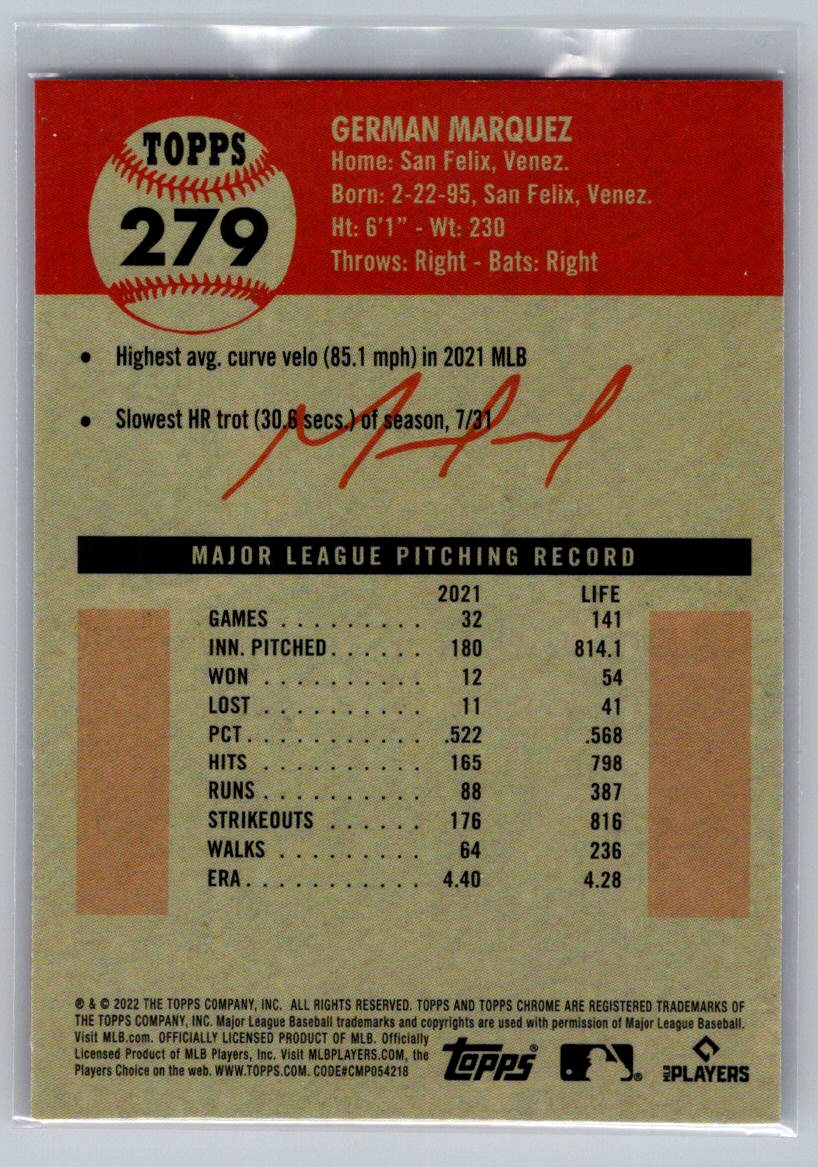 TOPPS
279
GERMAN MARQUEZ
Home: San Felix, Venez.
Born: 2-22-95, San Felix, Venez.
Ht: 6'1" - Wt: 230
Throws: Right - Bats: Right
• Highest avg. curve velo (85.1 mph) in 2021 MLB
• Slowest HR trot (30.6 secs.) of season, 7/31
MAJOR LEAGUE PITCHING RECORD
2021 LIFE
GAMES . . . . . . . . . . 32 141
INN. PITCHED. . . . . . 180 814.1
WON . . . . . . . . . . 12 54
LOST . . . . . . . . . . 11 41
PCT. . . . . . . . . . . .522 .568
HITS . . . . . . . . . . 165 798
RUNS . . . . . . . . . . 88 387
STRIKEOUTS . . . . . . 176 816
WALKS . . . . . . . . . 64 236
ERA. . . . . . . . . . . 4.40 4.28
® & © 2022 THE TOPPS COMPANY, INC. ALL RIGHTS RESERVED. TOPPS AND TOPPS CHROME ARE REGISTERED TRADEMARKS OF
THE TOPPS COMPANY, INC. Major League Baseball trademarks and copyrights are used with permission of Major League Baseball.
Visit MLB.com. OFFICIALLY LICENSED PRODUCT OF MLB. Officially
Licensed Product of MLB Players, Inc. Visit MLBPLAYERS.COM, the
Players Choice on the web. WWW.TOPPS.COM. CODE#CMP054218
Topps®
®
MLB PLAYERS